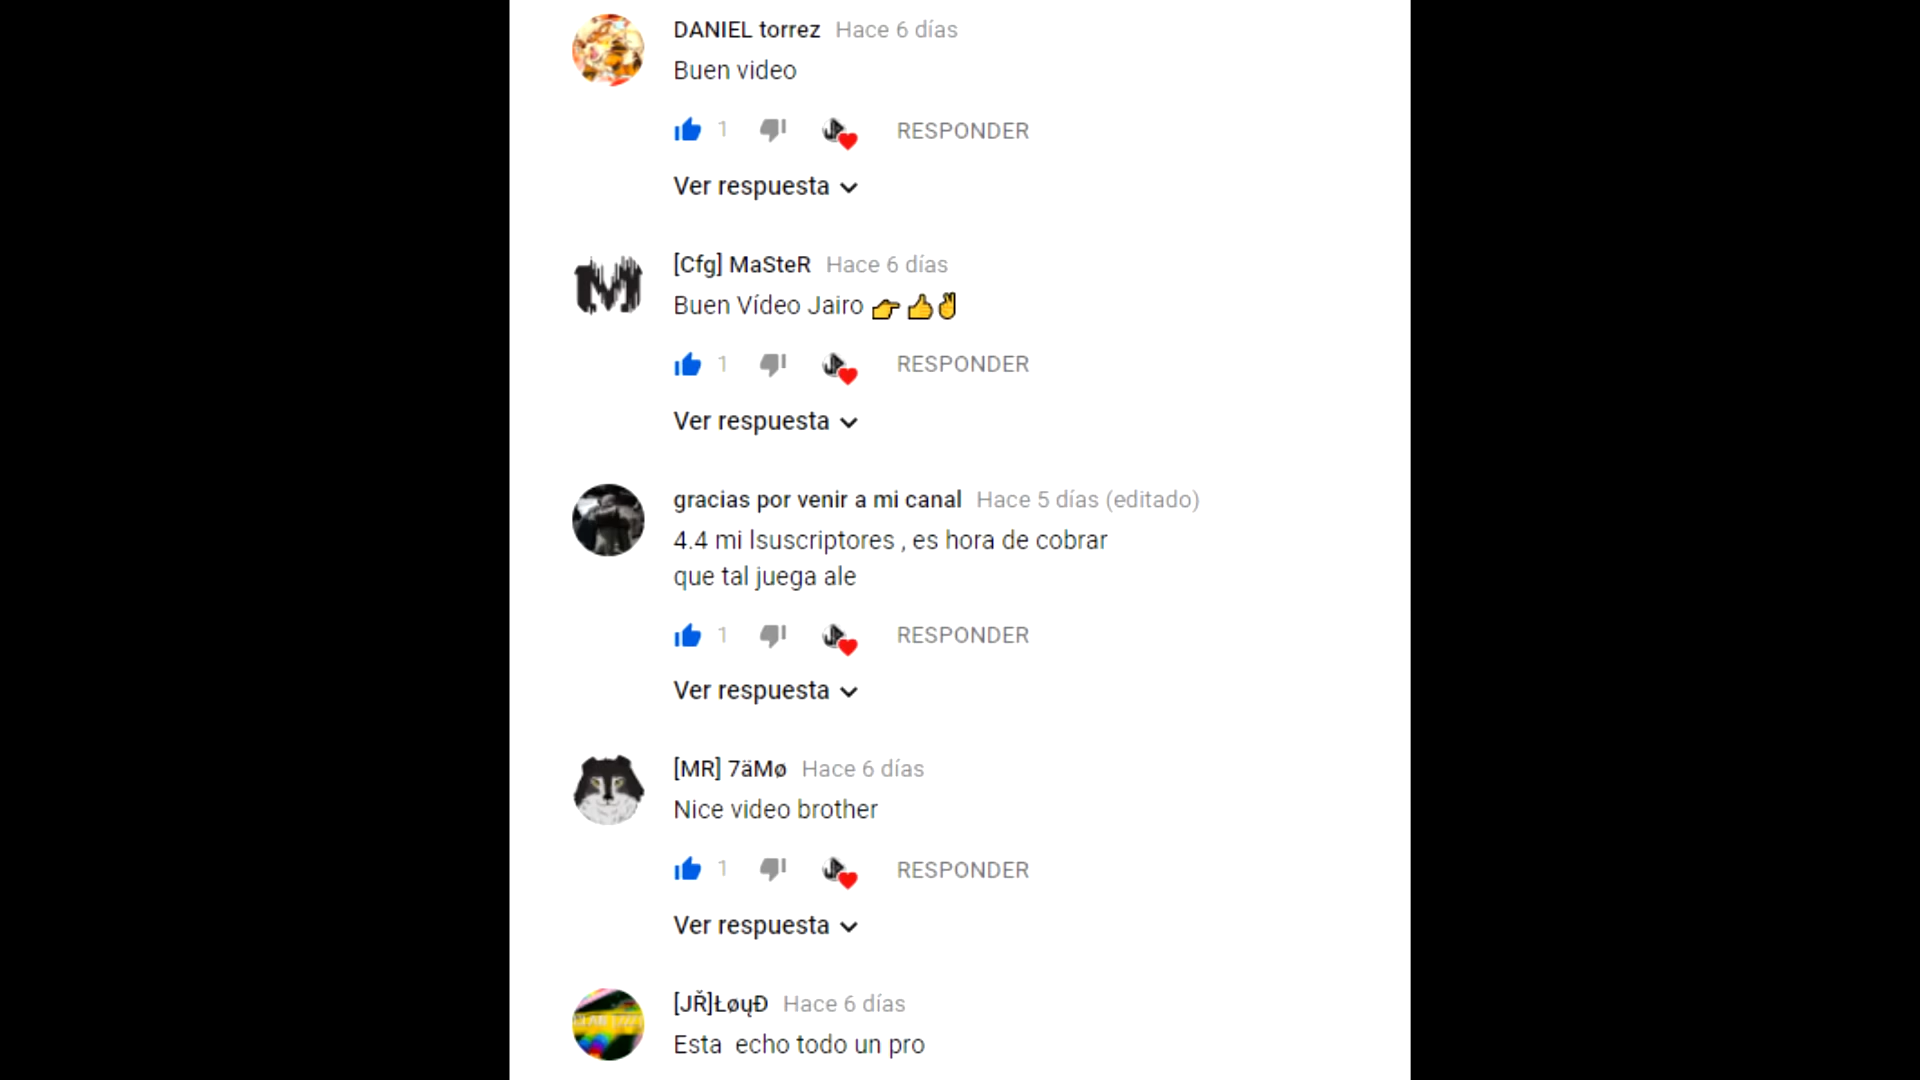 DANIEL torrez Hace 6 días
Buen video
1 RESPONDER
Ver respuesta
[Cfg] MaSteR Hace 6 días
Buen Vídeo Jairo 👉👍✌
1 RESPONDER
Ver respuesta
gracias por venir a mi canal Hace 5 días (editado)
4.4 mi lsuscriptores , es hora de cobrar
que tal juega ale
1 RESPONDER
Ver respuesta
[MR] 7äMø Hace 6 días
Nice video brother
1 RESPONDER
Ver respuesta
[JŘ]ŁøųĐ Hace 6 días
Esta  echo todo un pro